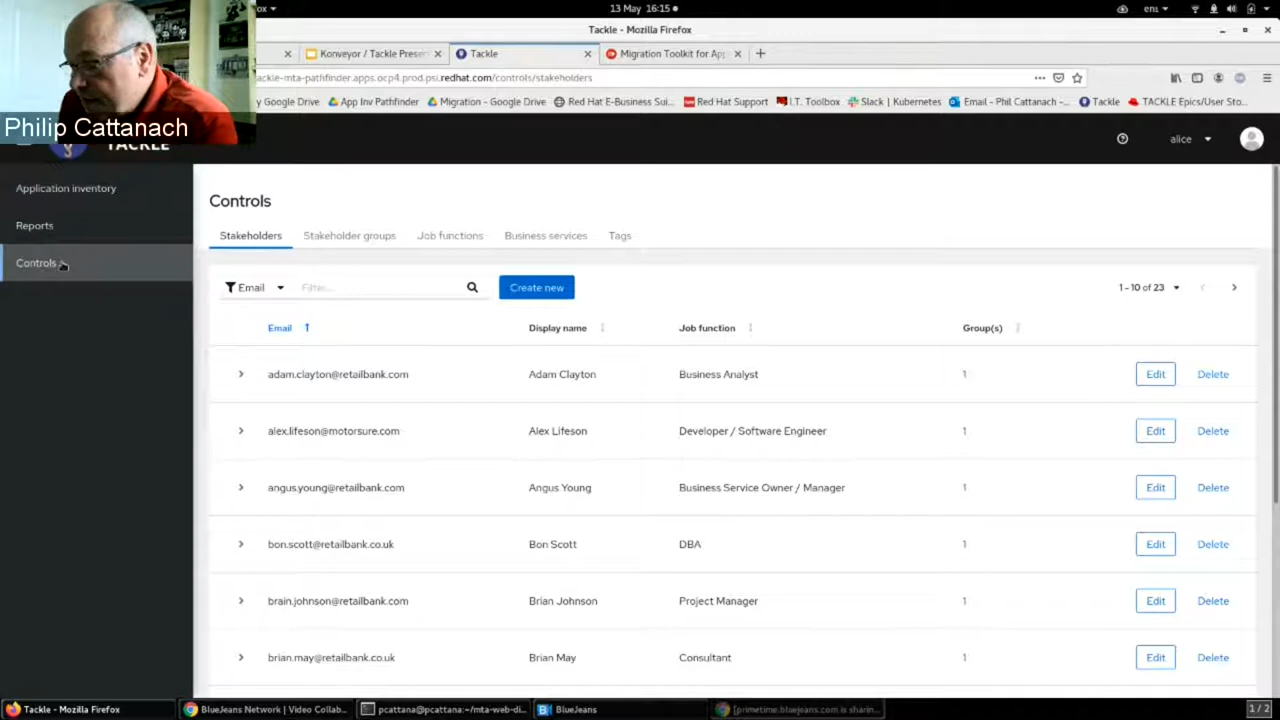 ox
13 May 16:15
en₁
Tackle - Mozilla Firefox
Konveyor / Tackle Prese
Tackle
Migration Toolkit for App
ackle-mta-pathfinder.apps.ocp4.prod.psi.redhat.com/controls/stakeholders
y Google Drive
App Inv Pathfinder
Migration - Google Drive
Red Hat E-Business Sui...
Red Hat Support
I.T. Toolbox
Slack | Kubernetes
Email - Phil Cattanach -...
Tackle
TACKLE Epics/User Sto...
Philip Cattanach
TACKLE
alice
Application inventory
Reports
Controls
Controls
Stakeholders
Stakeholder groups
Job functions
Business services
Tags
Email
Filter...
Create new
1 - 10 of 23
Email
Display name
Job function
Group(s)
adam.clayton@retailbank.com
Adam Clayton
Business Analyst
1
Edit
Delete
alex.lifeson@motorsure.com
Alex Lifeson
Developer / Software Engineer
1
Edit
Delete
angus.young@retailbank.com
Angus Young
Business Service Owner / Manager
1
Edit
Delete
bon.scott@retailbank.co.uk
Bon Scott
DBA
1
Edit
Delete
brain.johnson@retailbank.com
Brian Johnson
Project Manager
1
Edit
Delete
brian.may@retailbank.co.uk
Brian May
Consultant
1
Edit
Delete
Tackle - Mozilla Firefox
BlueJeans Network | Video Collab...
pcattana@pcattana:~/mta-web-di...
BlueJeans
[primetime.bluejeans.com is sharin...
1 / 2